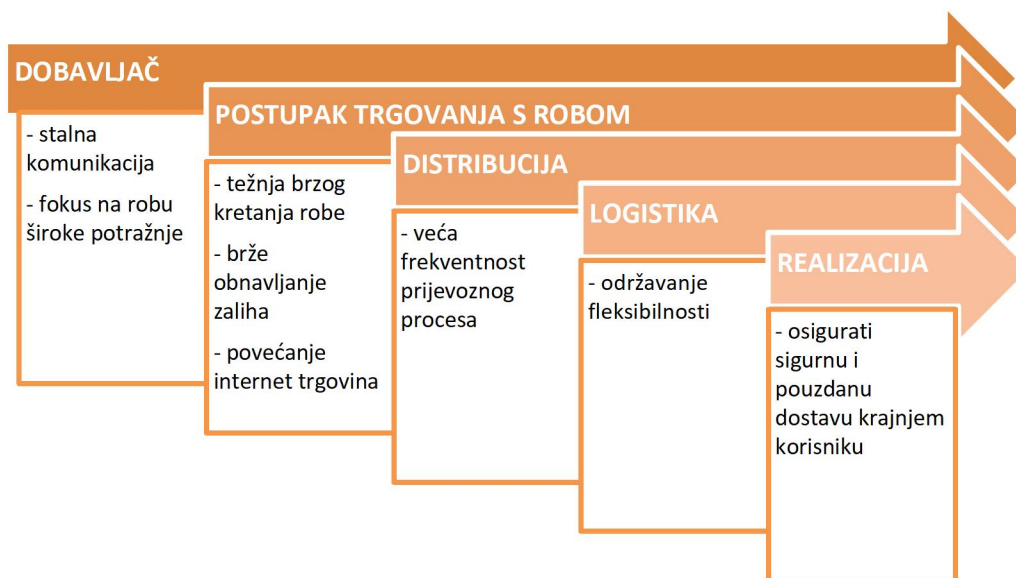 DOBAVLJAČ
- stalna
komunikacija
- fokus na robu
široke potražnje
POSTUPAK TRGOVANJA S ROBOM
- težnja brzog
kretanja robe
- brže
obnavljanje
zaliha
- povećanje
internet trgovina
DISTRIBUCIJA
- veća
frekventnost
prijevoznog
procesa
LOGISTIKA
- održavanje
fleksibilnosti
REALIZACIJA
- osigurati
sigurnu i
pouzdanu
dostavu krajnjem
korisniku